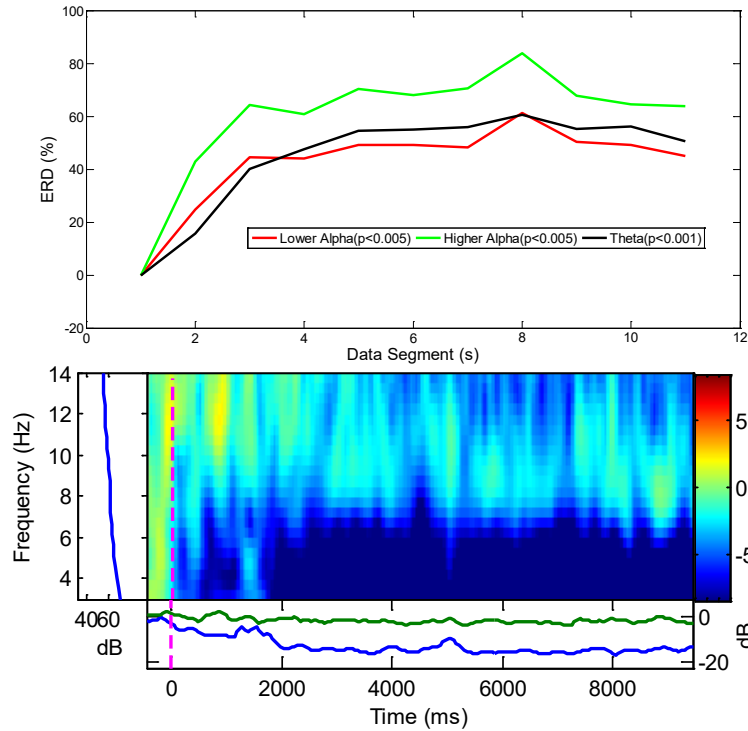 100
80
60
40
20
0
-20
ERD (%)
Lower Alpha(p<0.005) Higher Alpha(p<0.005) Theta(p<0.001)
0 2 4 6 8 10 12
Data Segment (s)
14
12
10
8
6
4
Frequency (Hz)
5
0
-5
4060
dB
0
-20
dB
0 2000 4000 6000 8000
Time (ms)